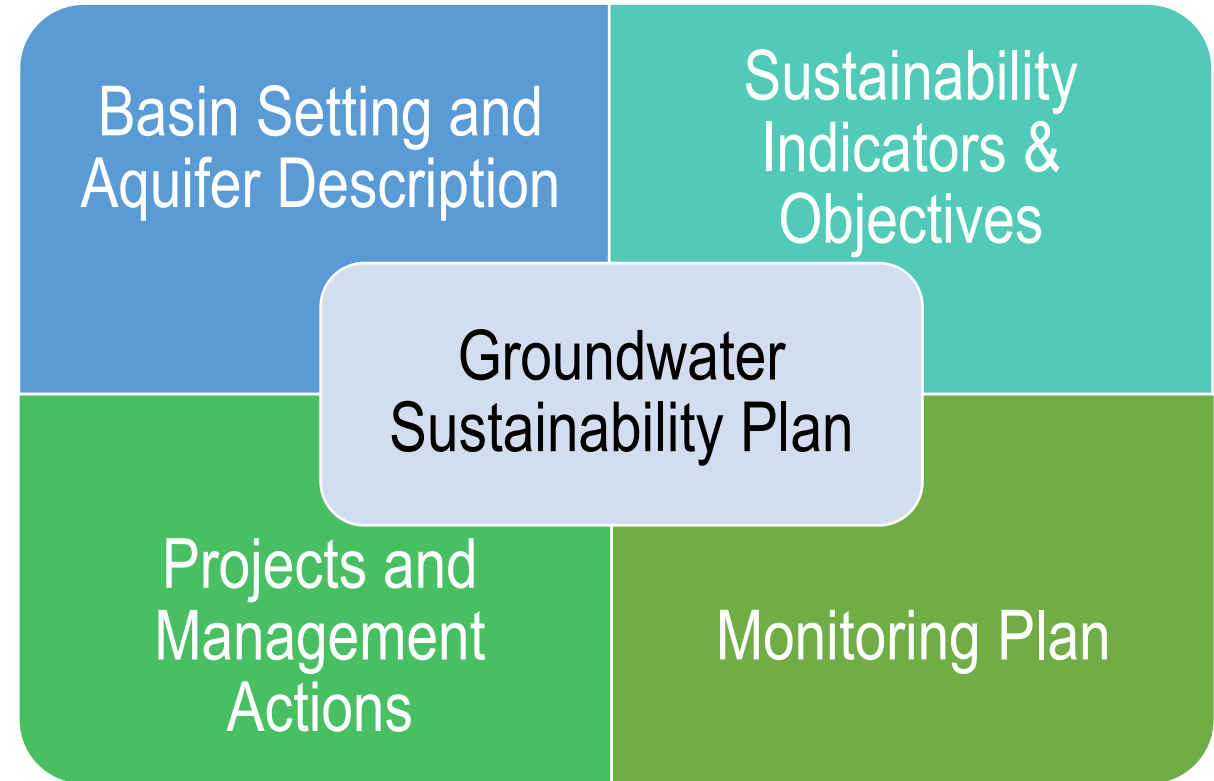 Basin Setting and
Aquifer Description
Sustainability
Indicators &
Objectives
Groundwater
Sustainability Plan
Projects and
Management
Actions
Monitoring Plan